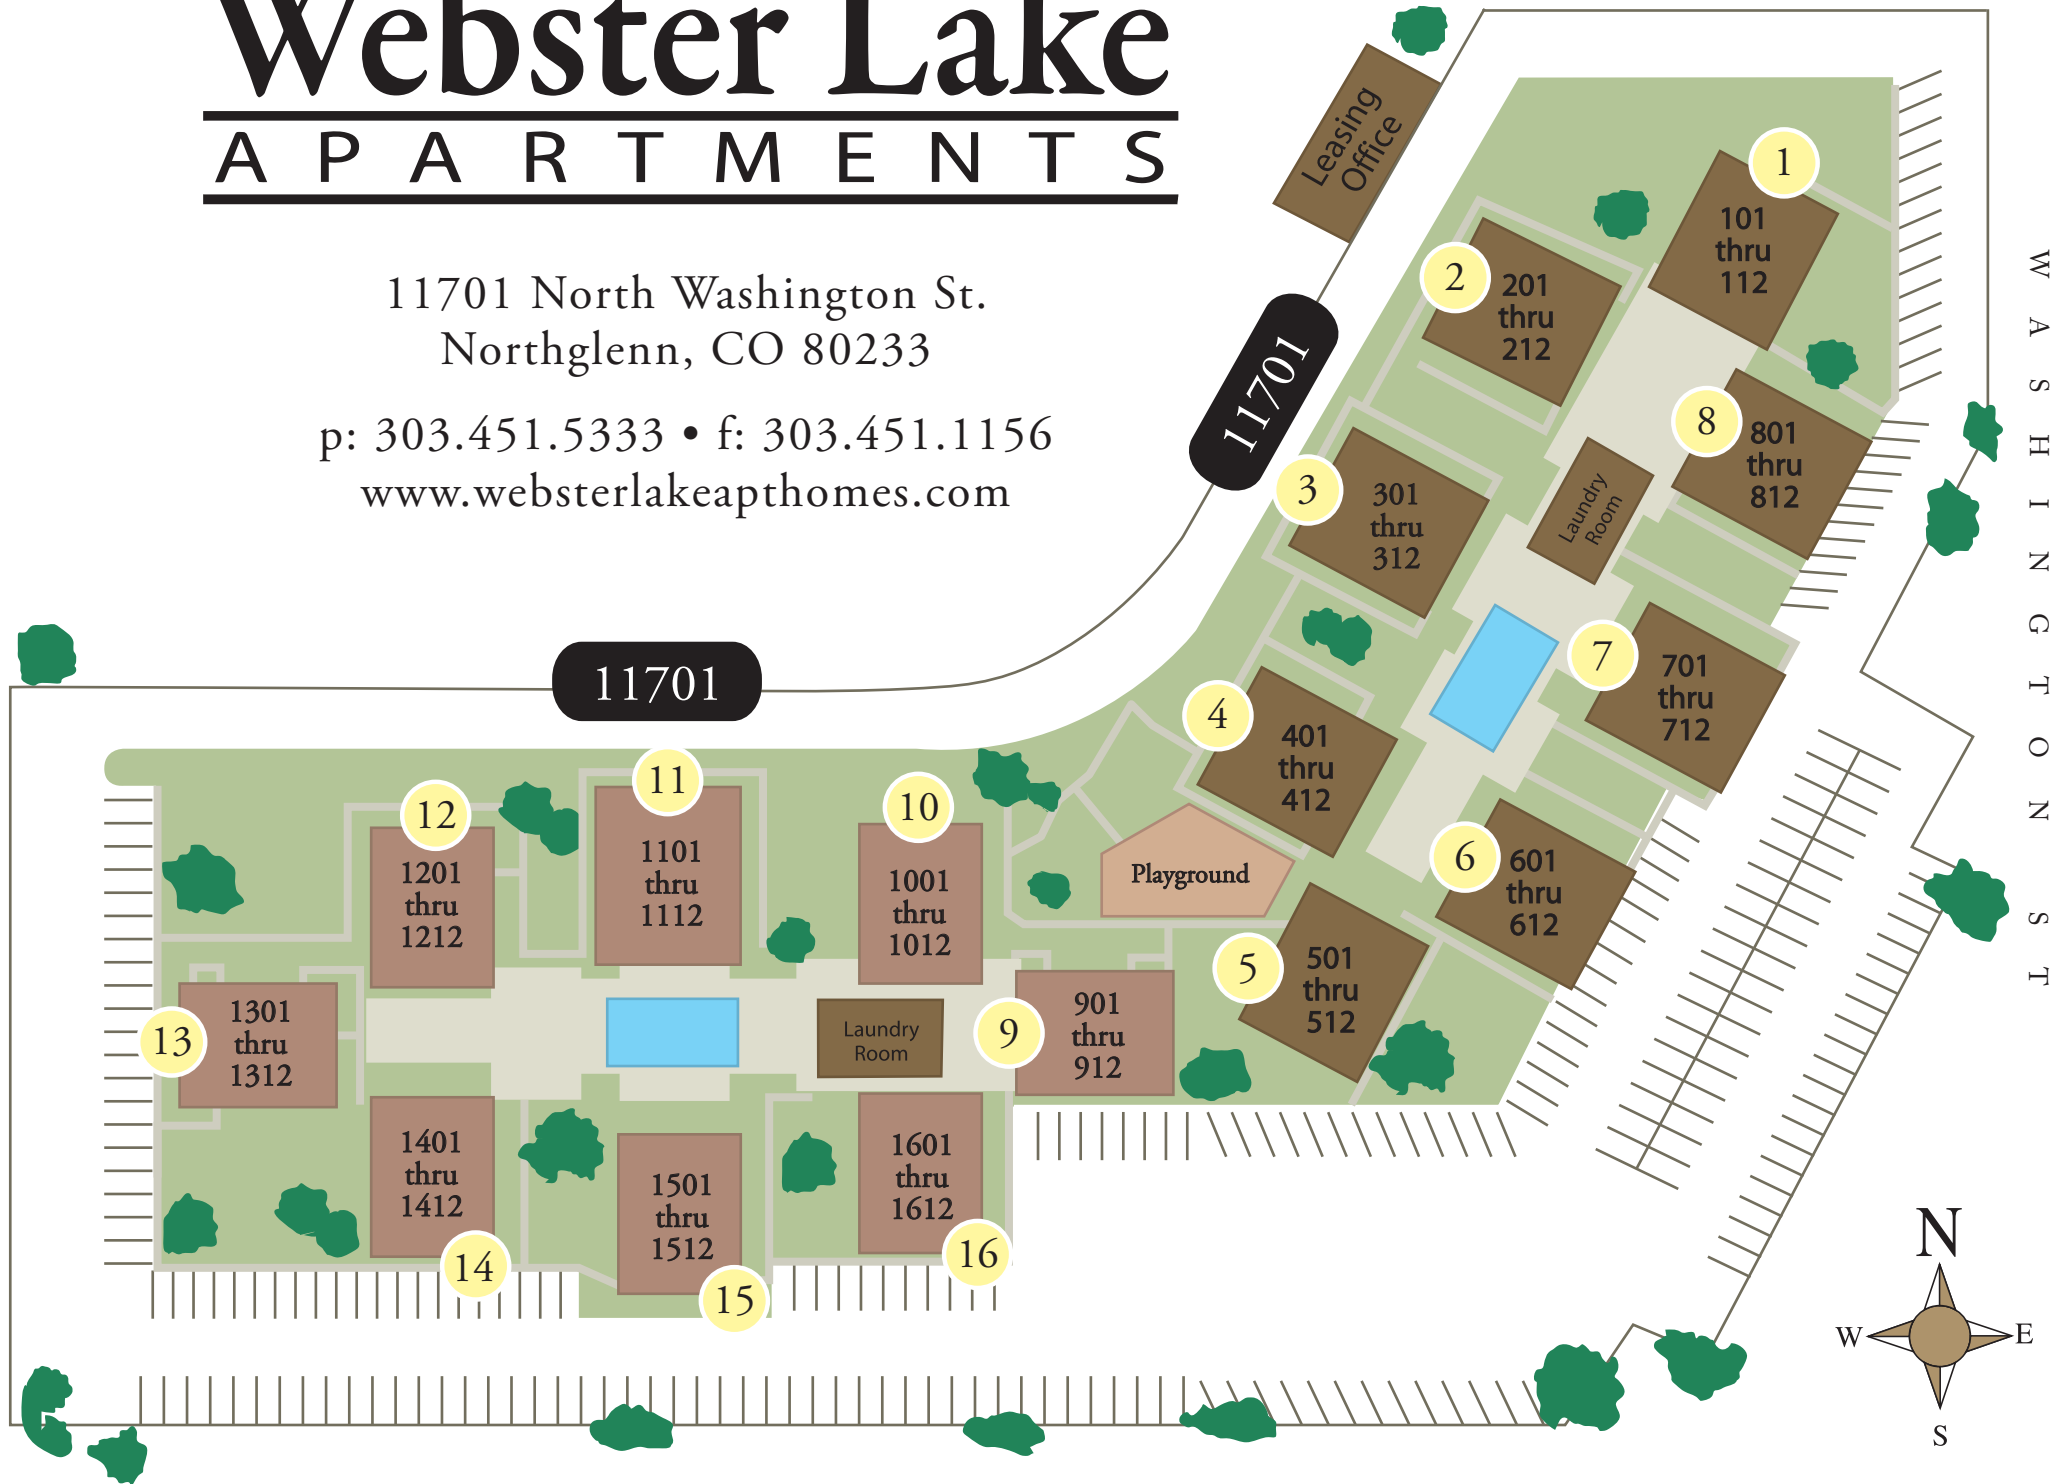 Webster Lake
APARTMENTS
11701 North Washington St.
Northglenn, CO 80233
p: 303.451.5333 • f: 303.451.1156
www.websterlakeapthomes.com
Leasing
Office
11701
11701
1
101
thru
112
2
201
thru
212
8
801
thru
812
3
301
thru
312
Laundry
Room
7
701
thru
712
4
401
thru
412
6
601
thru
612
Playground
5
501
thru
512
12
1201
thru
1212
11
1101
thru
1112
10
1001
thru
1012
13
1301
thru
1312
Laundry
Room
9
901
thru
912
1401
thru
1412
14
1501
thru
1512
15
1601
thru
1612
16
WASHINGTON ST
N
W
E
S